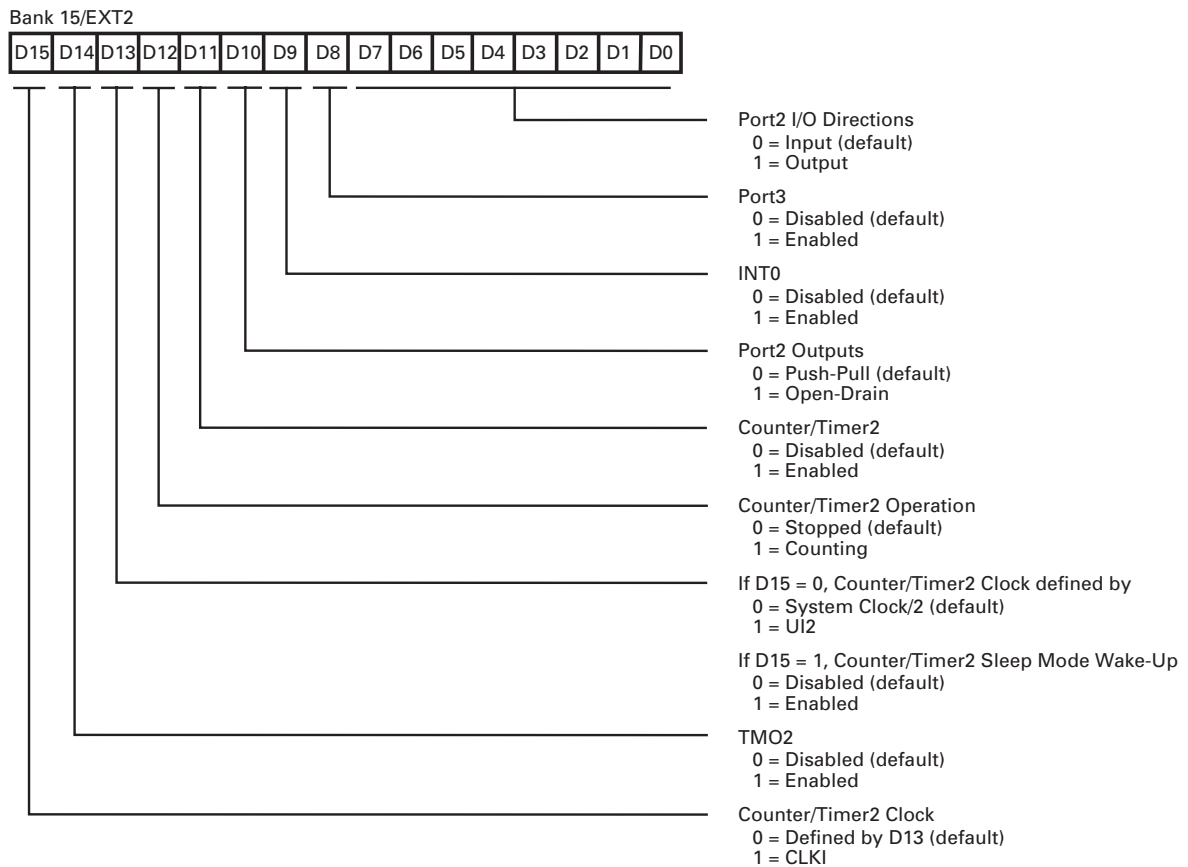 Bank 15/EXT2
D15 D14 D13 D12 D11 D10 D9 D8 D7 D6 D5 D4 D3 D2 D1 D0
Port2 I/O Directions
0 = Input (default)
1 = Output
Port3
0 = Disabled (default)
1 = Enabled
INT0
0 = Disabled (default)
1 = Enabled
Port2 Outputs
0 = Push-Pull (default)
1 = Open-Drain
Counter/Timer2
0 = Disabled (default)
1 = Enabled
Counter/Timer2 Operation
0 = Stopped (default)
1 = Counting
If D15 = 0, Counter/Timer2 Clock defined by
0 = System Clock/2 (default)
1 = UI2
If D15 = 1, Counter/Timer2 Sleep Mode Wake-Up
0 = Disabled (default)
1 = Enabled
TMO2
0 = Disabled (default)
1 = Enabled
Counter/Timer2 Clock
0 = Defined by D13 (default)
1 = CLKI